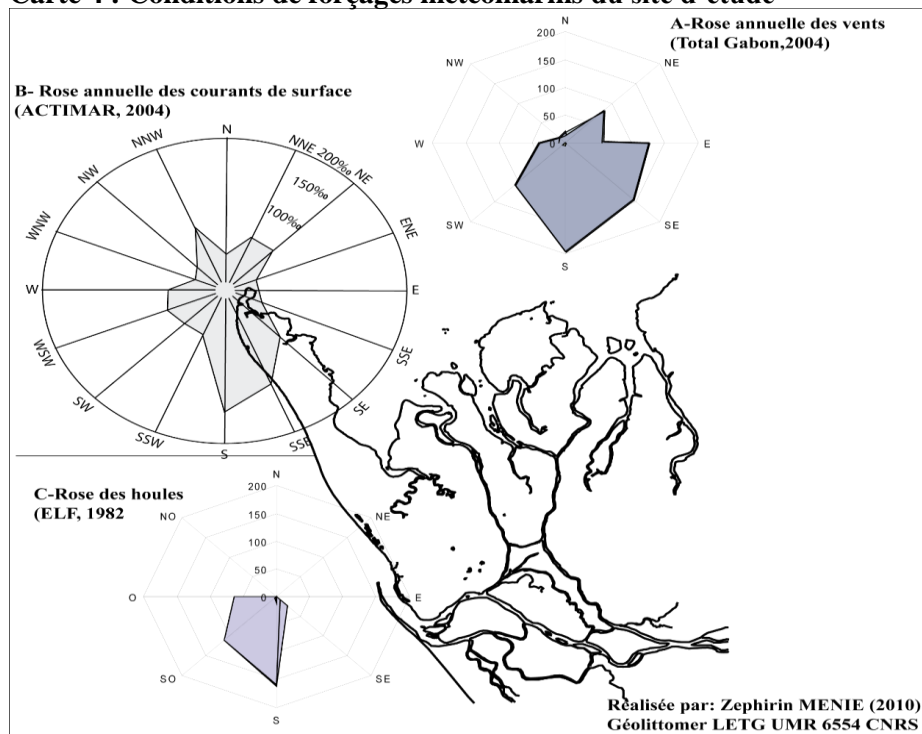 Carte 4 : Conditions de forçages météomarins du site d'étude
A-Rose annuelle des vents
(Total Gabon,2004)
N
200
150
100
50
0
NW
NE
W
E
SW
SE
S
B- Rose annuelle des courants de surface
(ACTIMAR, 2004)
N
NNW
NNE
200‰
NE
NW
150‰
100‰
WNW
ENE
W
E
WSW
SSE
SW
SE
SSW
SSE
S
C-Rose des houles
(ELF, 1982
N
200
150
100
50
0
NO
NE
O
E
SO
SE
S
Réalisée par: Zephirin MENIE (2010)
Géolittomer LETG UMR 6554 CNRS